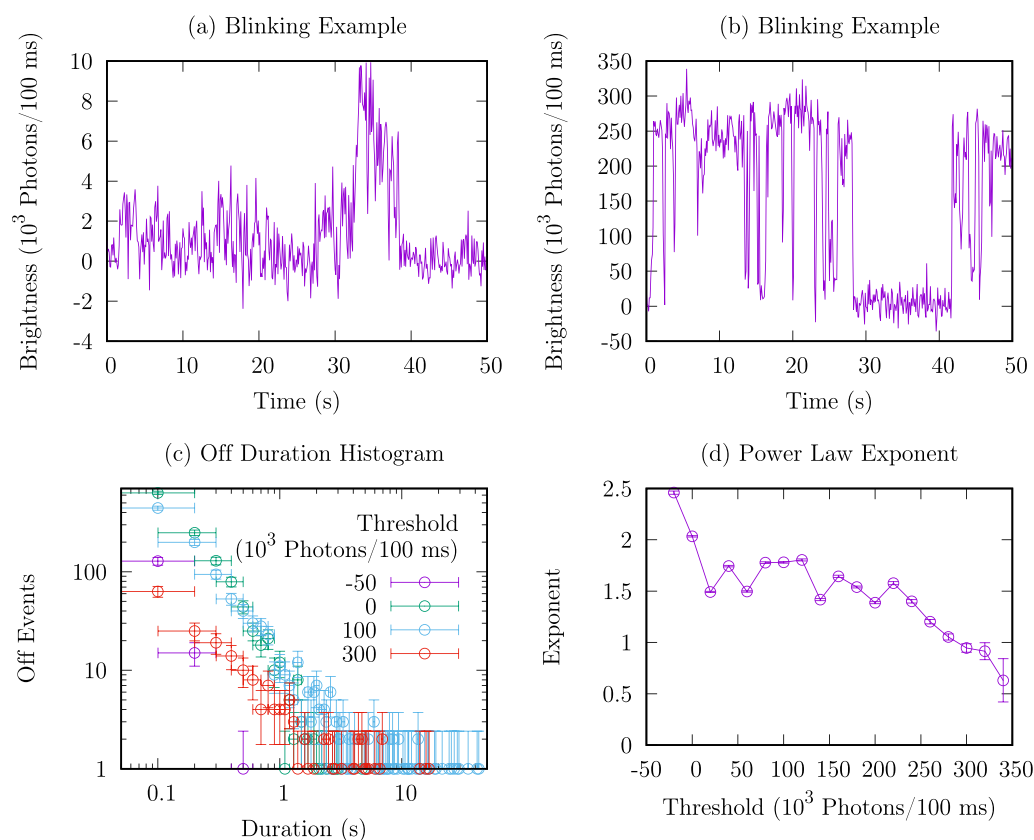 (a) Blinking Example
Brightness (10³ Photons/100 ms)
10
8
6
4
2
0
-2
-4
0 10 20 30 40 50
Time (s)
(b) Blinking Example
Brightness (10³ Photons/100 ms)
350
300
250
200
150
100
50
0
-50
0 10 20 30 40 50
Time (s)
(c) Off Duration Histogram
Off Events
100
10
1
Threshold
(10³ Photons/100 ms)
-50
0
100
300
0.1 1 10
Duration (s)
(d) Power Law Exponent
Exponent
2.5
2
1.5
1
0.5
0
-50 0 50 100 150 200 250 300 350
Threshold (10³ Photons/100 ms)